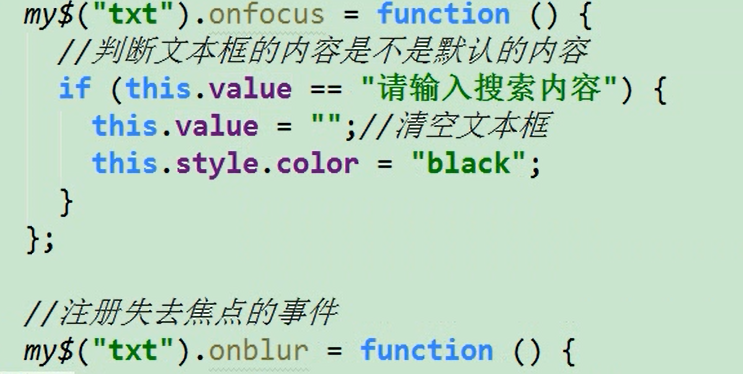 my$("txt").onfocus = function () {
//判断文本框的内容是不是默认的内容
if (this.value == "请输入搜索内容") {
this.value = "";//清空文本框
this.style.color = "black";
}
};
//注册失去焦点的事件
my$("txt").onblur = function () {